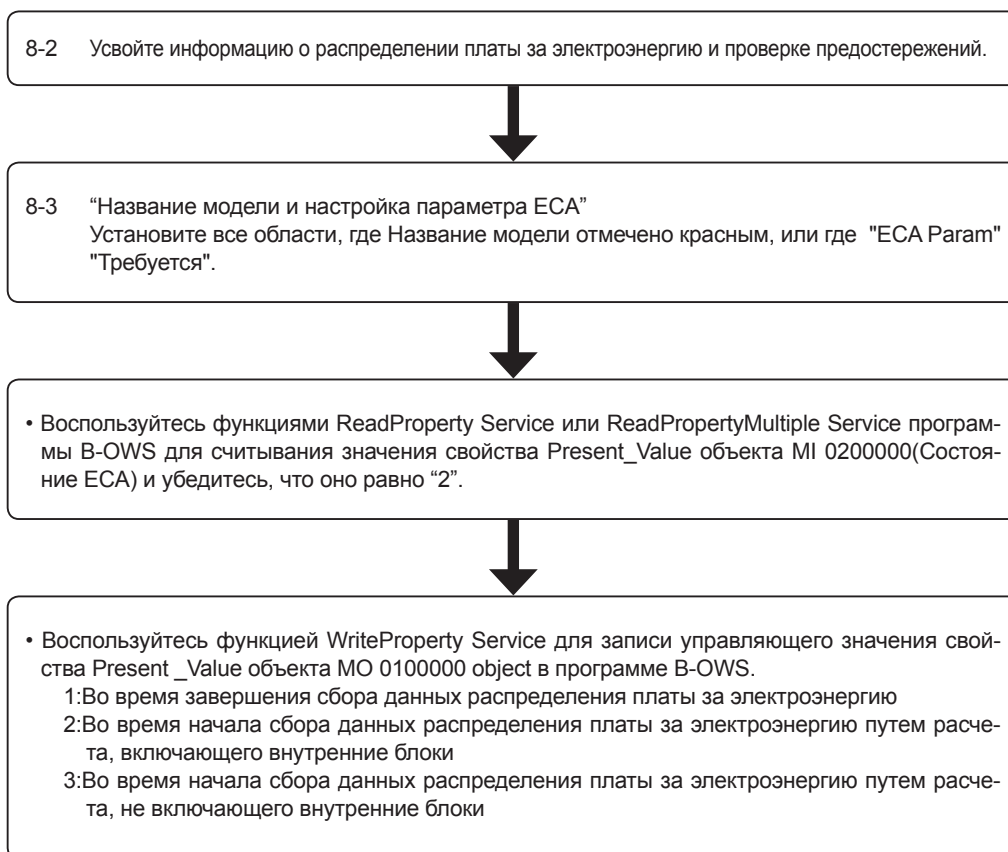 8-2 Усвойте информацию о распределении платы за электроэнергию и проверке предостережений.
8-3 “Название модели и настройка параметра ECA”
Установите все области, где Название модели отмечено красным, или где "ECA Param"
"Требуется".
• Воспользуйтесь функциями ReadProperty Service или ReadPropertyMultiple Service програм-
мы B-OWS для считывания значения свойства Present_Value объекта MI 0200000(Состоя-
ние ECA) и убедитесь, что оно равно “2”.
• Воспользуйтесь функцией WriteProperty Service для записи управляющего значения свой-
ства Present _Value объекта MO 0100000 object в программе B-OWS.
1:Во время завершения сбора данных распределения платы за электроэнергию
2:Во время начала сбора данных распределения платы за электроэнергию путем расче-
та, включающего внутренние блоки
3:Во время начала сбора данных распределения платы за электроэнергию путем расче-
та, не включающего внутренние блоки